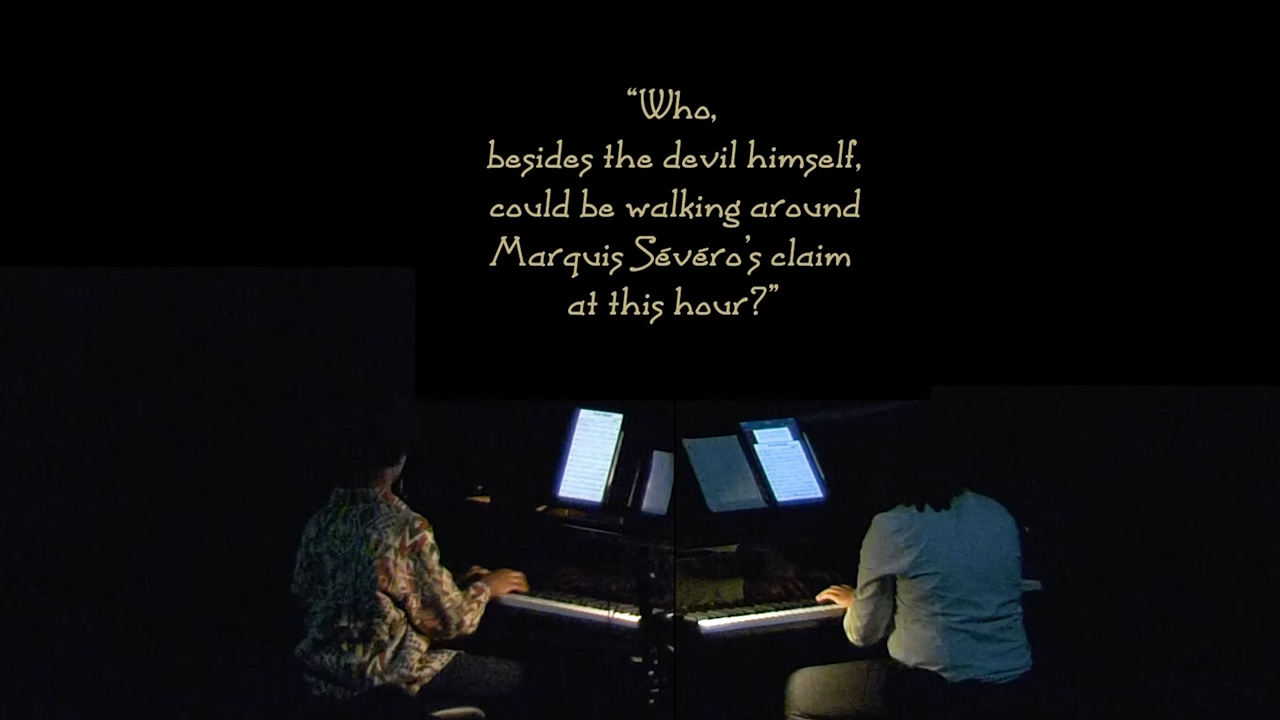 “Who,
besides the devil himself,
could be walking around
Marquis Sévéro’s claim
at this hour?”